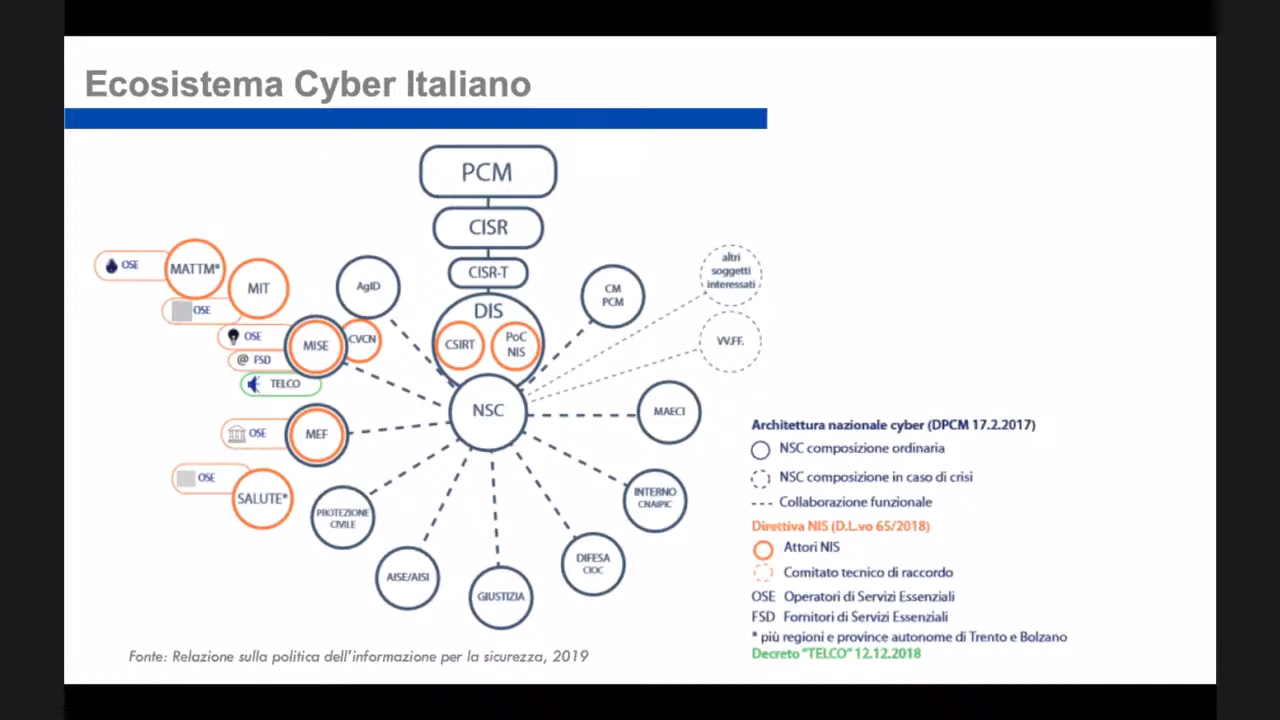 Ecosistema Cyber Italiano
PCM
CISR
CISR-T
DIS
CSIRT
PoC
NIS
NSC
OSE
MATTM*
MIT
OSE
AgID
OSE
MISE
CVCN
@ FSD
TELCO
OSE
MEF
OSE
SALUTE*
PROTEZIONE
CIVILE
AISE/AISI
GIUSTIZIA
DIFESA
CIOC
INTERNO
CNAIPIC
MAECI
CM
PCM
altri
soggetti
interessati
VV.FF.
Architettura nazionale cyber (DPCM 17.2.2017)
NSC composizione ordinaria
NSC composizione in caso di crisi
Collaborazione funzionale
Direttiva NIS (D.L.vo 65/2018)
Attori NIS
Comitato tecnico di raccordo
OSE Operatori di Servizi Essenziali
FSD Fornitori di Servizi Essenziali
* più regioni e province autonome di Trento e Bolzano
Decreto "TELCO" 12.12.2018
Fonte: Relazione sulla politica dell'informazione per la sicurezza, 2019